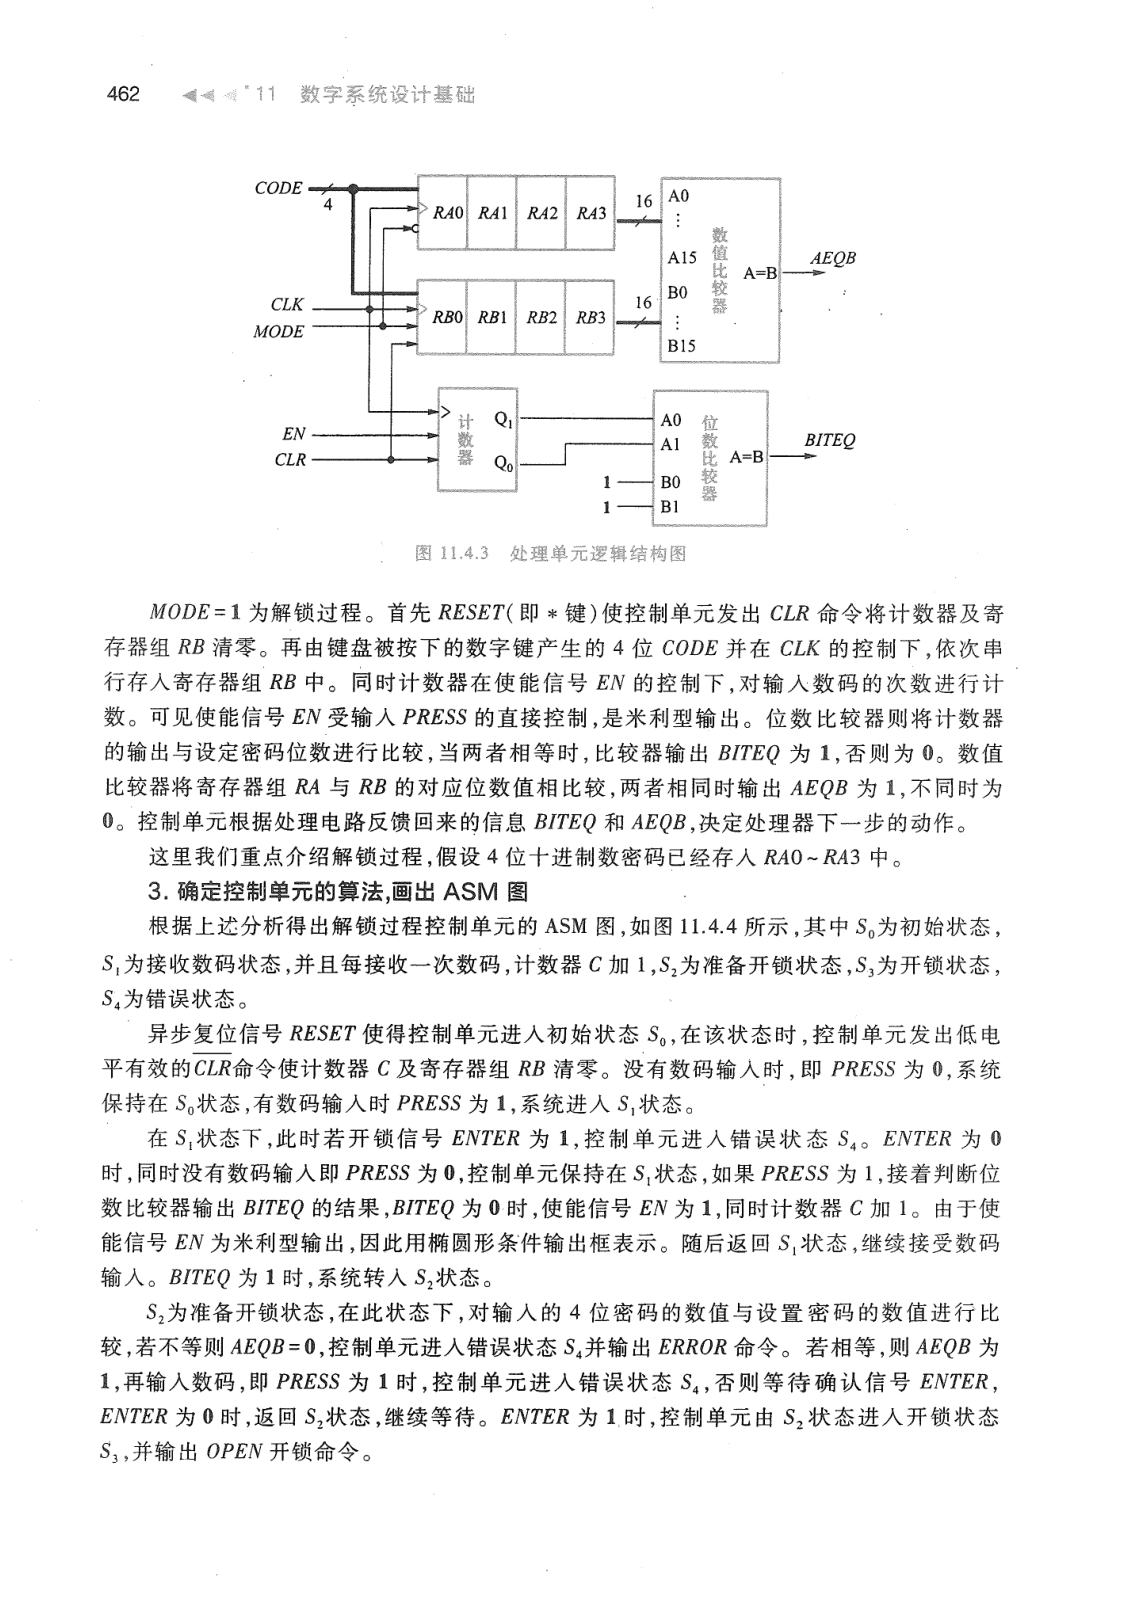 462 ◀◀◀ *11 数字系统设计基础
CODE
4
RA0 RA1 RA2 RA3
16
A0
⋮
A15
数值比较器
A=B
AEQB
CLK
MODE
RB0 RB1 RB2 RB3
16
B0
⋮
B15
EN
CLR
计数器
Q₁
Q₀
A0
A1
1
B0
1
B1
位数比较器
A=B
BITEQ
图 11.4.3 处理单元逻辑结构图
MODE=1 为解锁过程。首先 RESET(即 * 键)使控制单元发出 CLR 命令将计数器及寄
存器组 RB 清零。再由键盘被按下的数字键产生的 4 位 CODE 并在 CLK 的控制下,依次串
行存入寄存器组 RB 中。同时计数器在使能信号 EN 的控制下,对输入数码的次数进行计
数。可见使能信号 EN 受输入 PRESS 的直接控制,是米利型输出。位数比较器则将计数器
的输出与设定密码位数进行比较,当两者相等时,比较器输出 BITEQ 为 1,否则为 0。数值
比较器将寄存器组 RA 与 RB 的对应位数值相比较,两者相同时输出 AEQB 为 1,不同时为
0。控制单元根据处理电路反馈回来的信息 BITEQ 和 AEQB,决定处理器下一步的动作。
这里我们重点介绍解锁过程,假设 4 位十进制数密码已经存入 RA0~RA3 中。
3. 确定控制单元的算法,画出 ASM 图
根据上述分析得出解锁过程控制单元的 ASM 图,如图 11.4.4 所示,其中 S₀为初始状态,
S₁为接收数码状态,并且每接收一次数码,计数器 C 加 1,S₂为准备开锁状态,S₃为开锁状态,
S₄为错误状态。
异步复位信号 RESET 使得控制单元进入初始状态 S₀,在该状态时,控制单元发出低电
平有效的C̅L̅R̅命令使计数器 C 及寄存器组 RB 清零。没有数码输入时,即 PRESS 为 0,系统
保持在 S₀状态,有数码输入时 PRESS 为 1,系统进入 S₁状态。
在 S₁状态下,此时若开锁信号 ENTER 为 1,控制单元进入错误状态 S₄。ENTER 为 0
时,同时没有数码输入即 PRESS 为 0,控制单元保持在 S₁状态,如果 PRESS 为 1,接着判断位
数比较器输出 BITEQ 的结果,BITEQ 为 0 时,使能信号 EN 为 1,同时计数器 C 加 1。由于使
能信号 EN 为米利型输出,因此用椭圆形条件输出框表示。随后返回 S₁状态,继续接受数码
输入。BITEQ 为 1 时,系统转入 S₂状态。
S₂为准备开锁状态,在此状态下,对输入的 4 位密码的数值与设置密码的数值进行比
较,若不等则 AEQB=0,控制单元进入错误状态 S₄并输出 ERROR 命令。若相等,则 AEQB 为
1,再输入数码,即 PRESS 为 1 时,控制单元进入错误状态 S₄,否则等待确认信号 ENTER,
ENTER 为 0 时,返回 S₂状态,继续等待。ENTER 为 1 时,控制单元由 S₂状态进入开锁状态
S₃,并输出 OPEN 开锁命令。